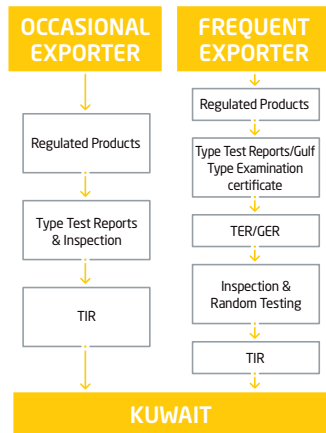 OCCASIONAL
EXPORTER
Regulated Products
Type Test Reports
& Inspection
TIR
FREQUENT
EXPORTER
Regulated Products
Type Test Reports/Gulf
Type Examination
certificate
TER/GER
Inspection &
Random Testing
TIR
KUWAIT